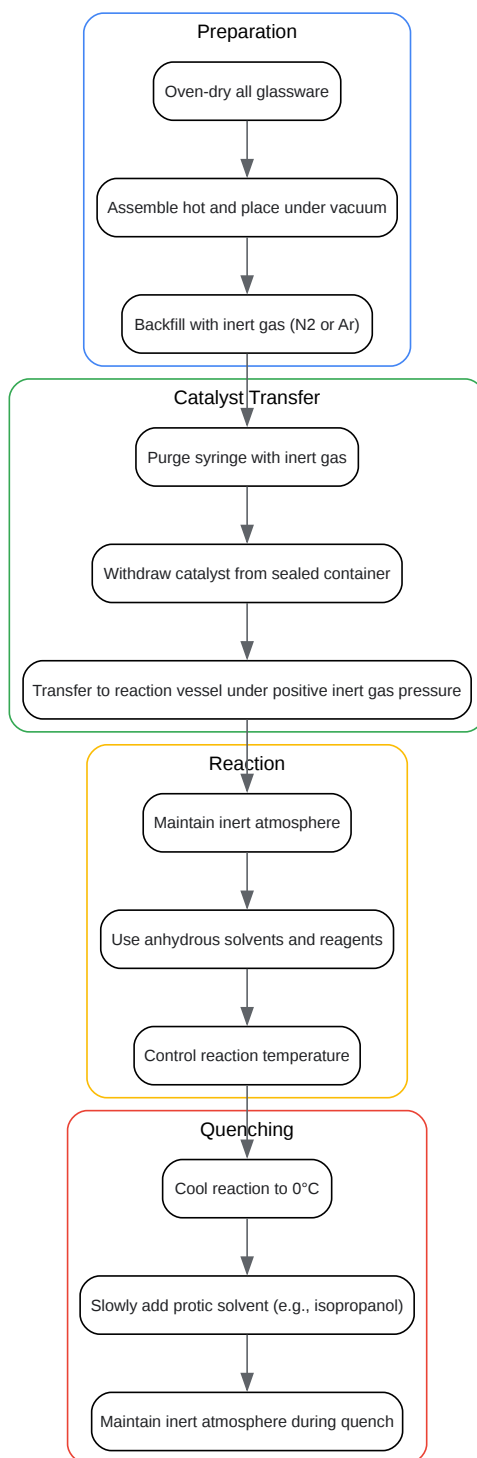 Preparation
Oven-dry all glassware
Assemble hot and place under vacuum
Backfill with inert gas (N2 or Ar)
Catalyst Transfer
Purge syringe with inert gas
Withdraw catalyst from sealed container
Transfer to reaction vessel under positive inert gas pressure
Reaction
Maintain inert atmosphere
Use anhydrous solvents and reagents
Control reaction temperature
Quenching
Cool reaction to 0°C
Slowly add protic solvent (e.g., isopropanol)
Maintain inert atmosphere during quench